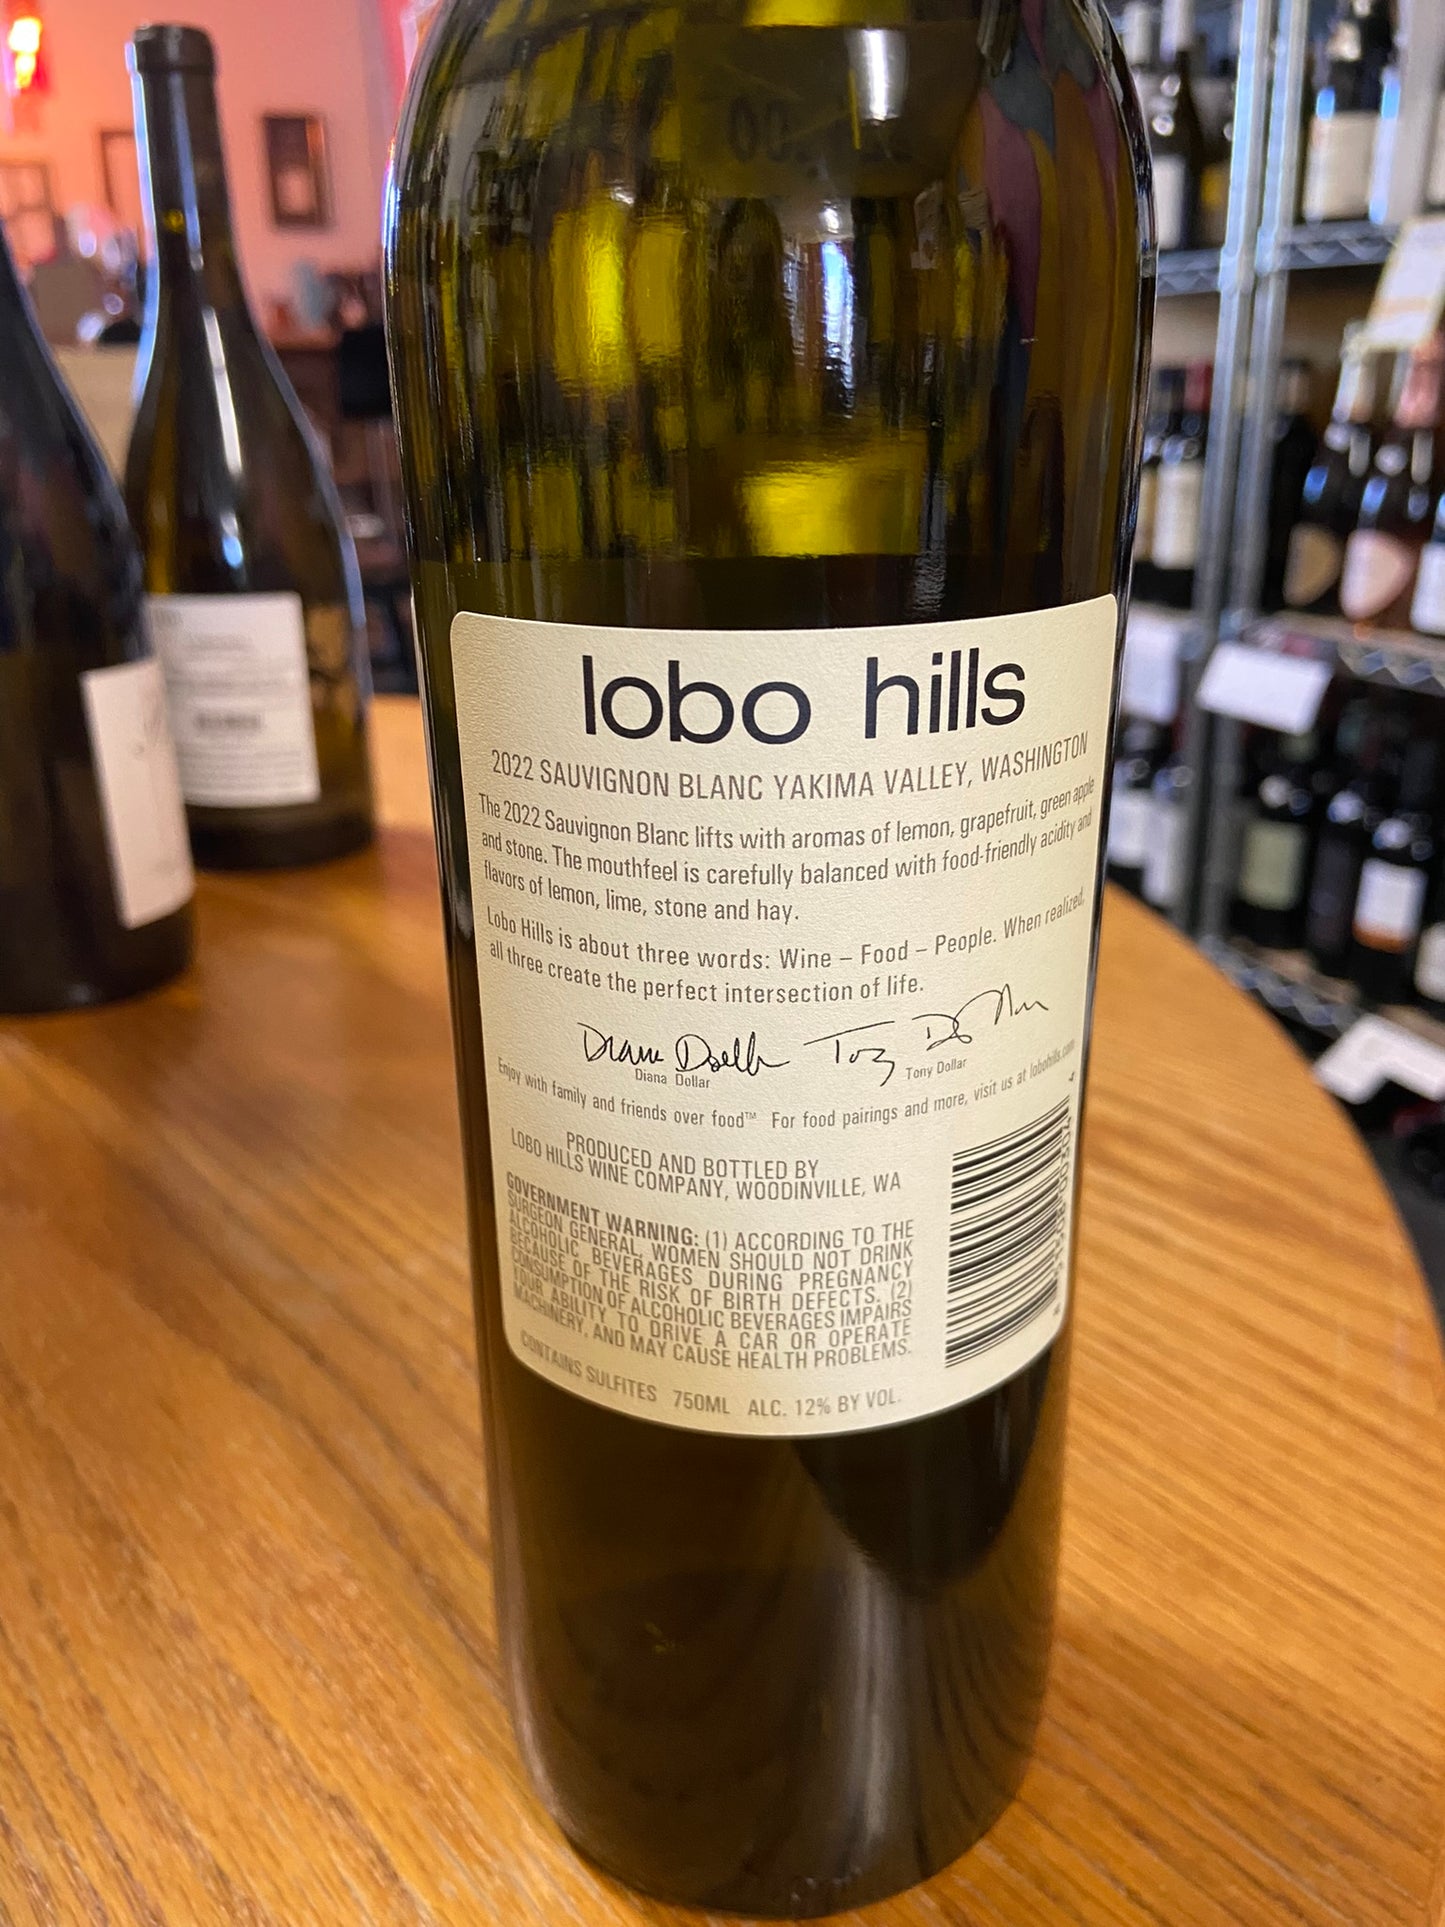 lobo hills
2022 SAUVIGNON BLANC YAKIMA VALLEY, WASHINGTON
The 2022 Sauvignon Blanc lifts with aromas of lemon, grapefruit, green apple
and stone. The mouthfeel is carefully balanced with food-friendly acidity and
flavors of lemon, lime, stone and hay.
Lobo Hills is about three words: Wine – Food – People. When realized,
all three create the perfect intersection of life.
Diana Dollar Tony Dollar
Enjoy with family and friends over food™ For food pairings and more, visit us at lobohills.com
PRODUCED AND BOTTLED BY
LOBO HILLS WINE COMPANY, WOODINVILLE, WA
GOVERNMENT WARNING: (1) ACCORDING TO THE
SURGEON GENERAL, WOMEN SHOULD NOT DRINK
ALCOHOLIC BEVERAGES DURING PREGNANCY
BECAUSE OF THE RISK OF BIRTH DEFECTS. (2)
CONSUMPTION OF ALCOHOLIC BEVERAGES IMPAIRS
YOUR ABILITY TO DRIVE A CAR OR OPERATE
MACHINERY, AND MAY CAUSE HEALTH PROBLEMS.
CONTAINS SULFITES 750ML ALC. 12% BY VOL.